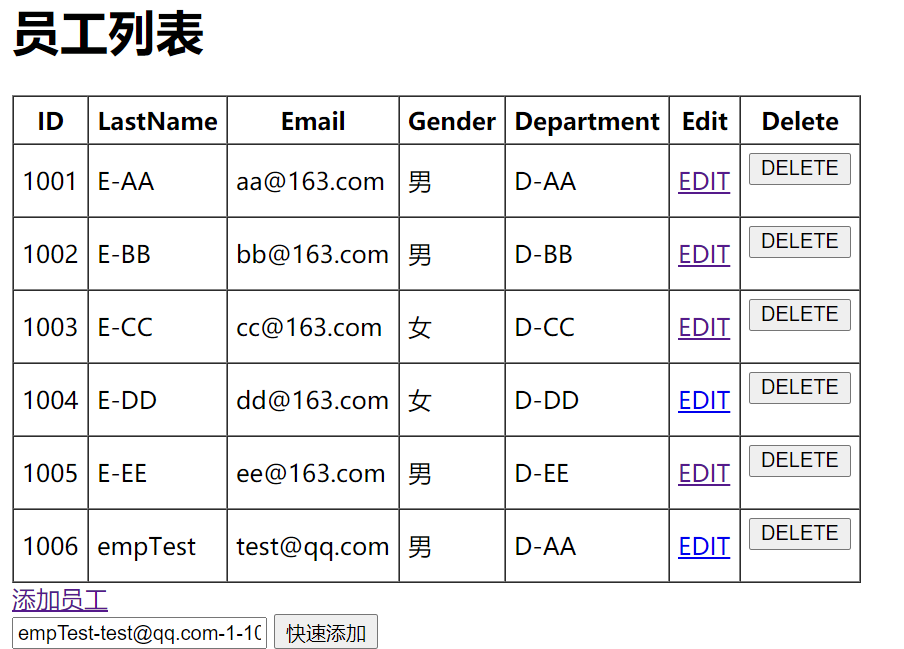 员工列表
ID LastName Email Gender Department Edit Delete
1001 E-AA aa@163.com 男 D-AA EDIT DELETE
1002 E-BB bb@163.com 男 D-BB EDIT DELETE
1003 E-CC cc@163.com 女 D-CC EDIT DELETE
1004 E-DD dd@163.com 女 D-DD EDIT DELETE
1005 E-EE ee@163.com 男 D-EE EDIT DELETE
1006 empTest test@qq.com 男 D-AA EDIT DELETE
添加员工
empTest-test@qq.com-1-10 快速添加